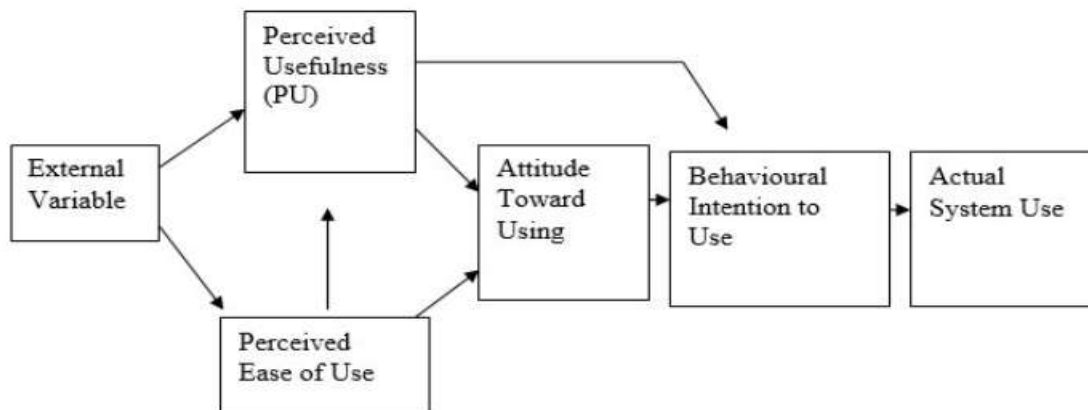 Perceived
Usefulness
(PU)
External
Variable
Attitude
Toward
Using
Behavioural
Intention to
Use
Actual
System Use
Perceived
Ease of Use